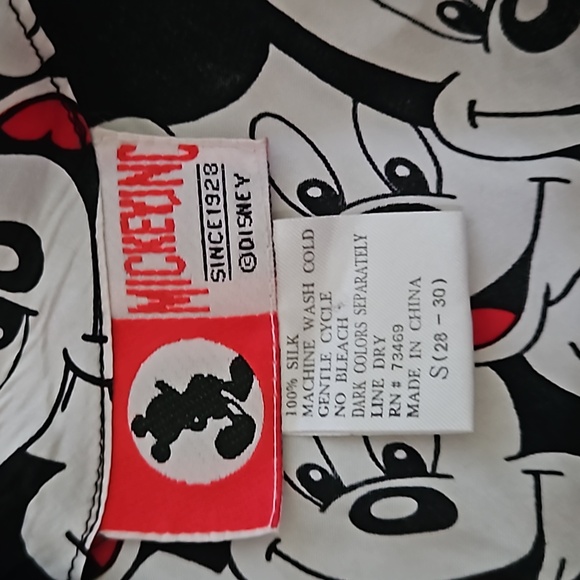 MICKEY INC
SINCE 1928
©DISNEY
100% SILK
MACHINE WASH COLD
GENTLE CYCLE
NO BLEACH
DARK COLORS SEPARATELY
LINE DRY
RN# 73469
MADE IN CHINA
S(28-30)